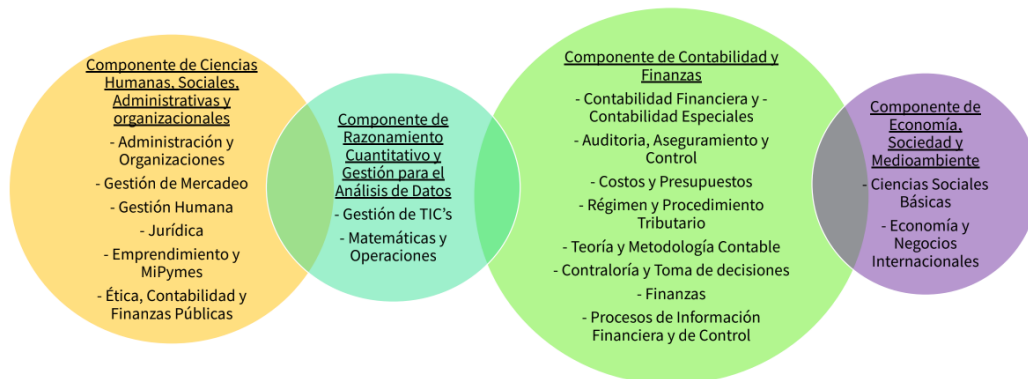 Componente de Ciencias
Humanas, Sociales,
Administrativas y
organizacionales
- Administración y
Organizaciones
- Gestión de Mercadeo
- Gestión Humana
- Jurídica
- Emprendimiento y
MiPymes
- Ética, Contabilidad y
Finanzas Públicas
Componente de
Razonamiento
Cuantitativo y
Gestión para el
Análisis de Datos
- Gestión de TIC's
- Matemáticas y
Operaciones
Componente de Contabilidad y
Finanzas
- Contabilidad Financiera y -
Contabilidad Especiales
- Auditoria, Aseguramiento y
Control
- Costos y Presupuestos
- Régimen y Procedimiento
Tributario
- Teoría y Metodología Contable
- Contraloría y Toma de decisiones
- Finanzas
- Procesos de Información
Financiera y de Control
Componente de
Economía,
Sociedad y
Medioambiente
- Ciencias Sociales
Básicas
- Economía y
Negocios
Internacionales